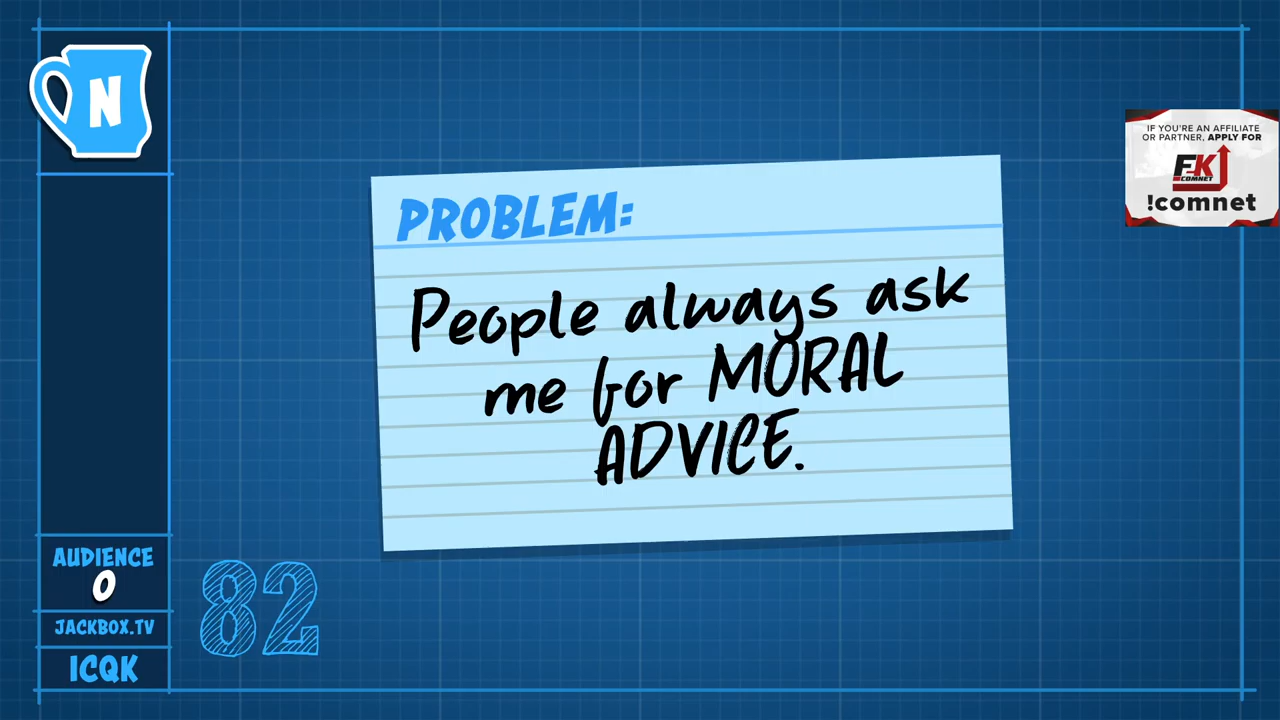 N
IF YOU'RE AN AFFILIATE
OR PARTNER, APPLY FOR
F2K
COMNET
!comnet
PROBLEM:
People always ask
me for MORAL
ADVICE.
AUDIENCE
0
82
JACKBOX.TV
ICQK